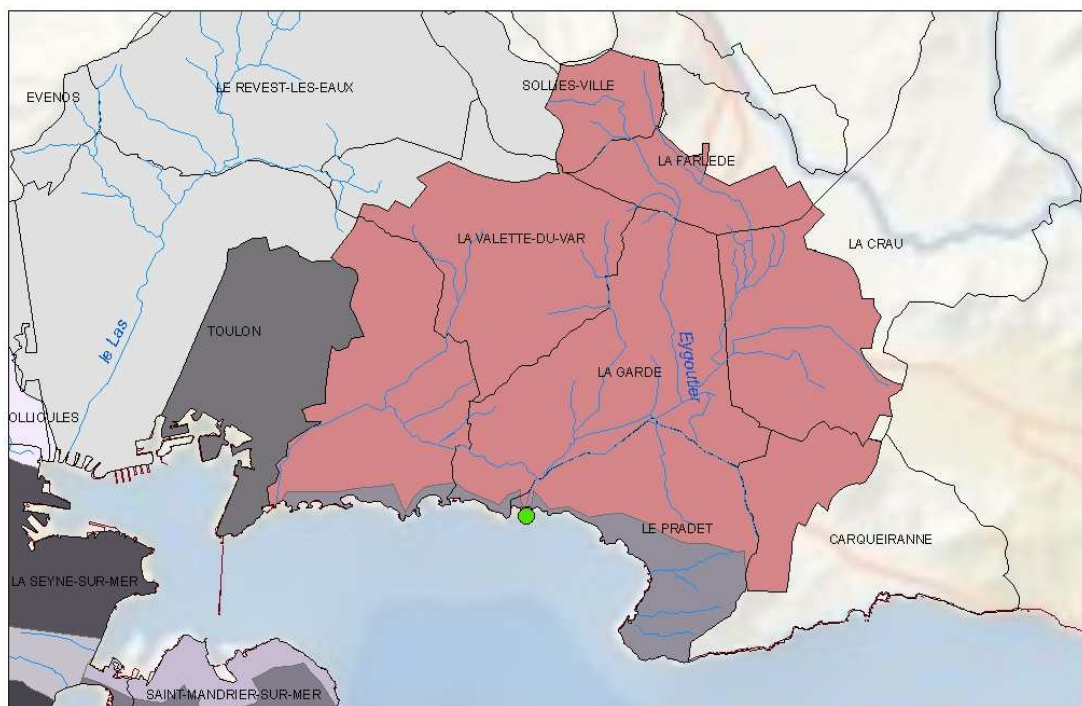 SOLLIES-VILLE
LE REVEST-LES-EAUX
EVENOS
LA FARLEDE
LA VALETTE-DU-VAR
LA CRAU
le Las
TOULON
Eygoutier
LA GARDE
OLLIOULES
LE PRADET
CARQUEIRANNE
LA SEYNE-SUR-MER
SAINT-MANDRIER-SUR-MER